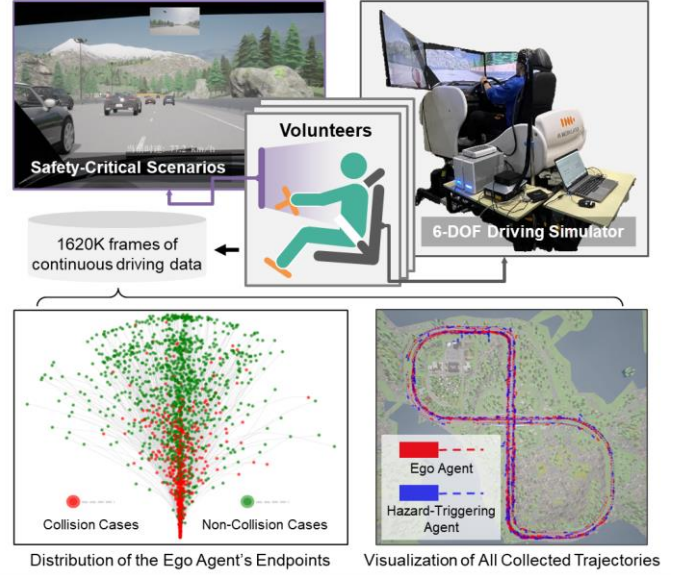 Volunteers
Safety-Critical Scenarios
6-DOF Driving Simulator
1620K frames of
continuous driving data
Collision Cases
Non-Collision Cases
Ego Agent
Hazard-Triggering
Agent
Distribution of the Ego Agent's Endpoints
Visualization of All Collected Trajectories